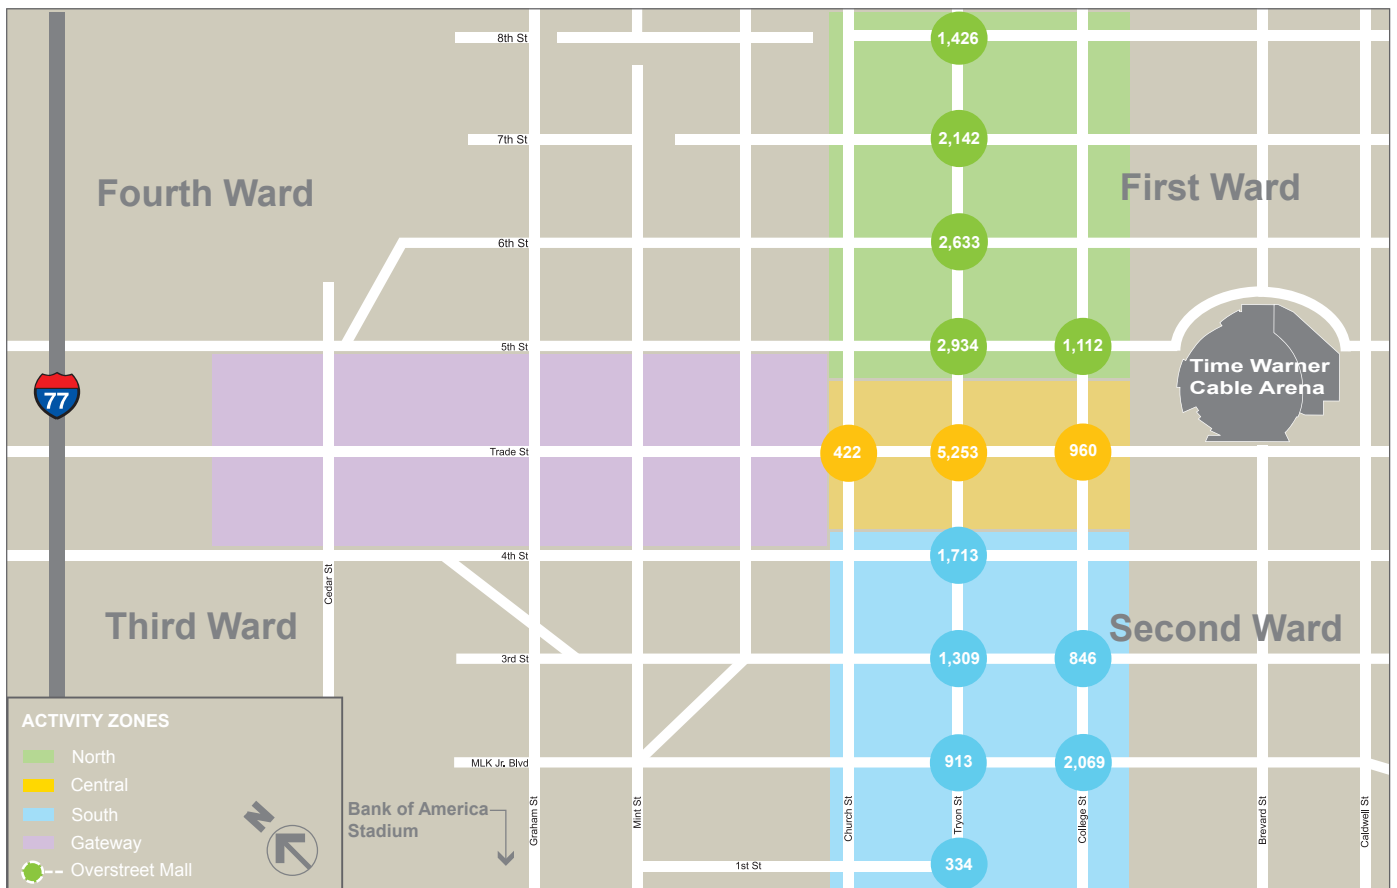 8th St
1,426
7th St
2,142
Fourth Ward
First Ward
6th St
2,633
5th St
2,934
1,112
Time Warner
Cable Arena
77
Trade St
422
5,253
960
4th St
1,713
Cedar St
Third Ward
Second Ward
3rd St
1,309
846
ACTIVITY ZONES
North
Central
South
Gateway
Overstreet Mall
N
MLK Jr. Blvd
913
2,069
Bank of America
Stadium
Graham St
Mint St
Church St
Tryon St
College St
Brevard St
Caldwell St
1st St
334